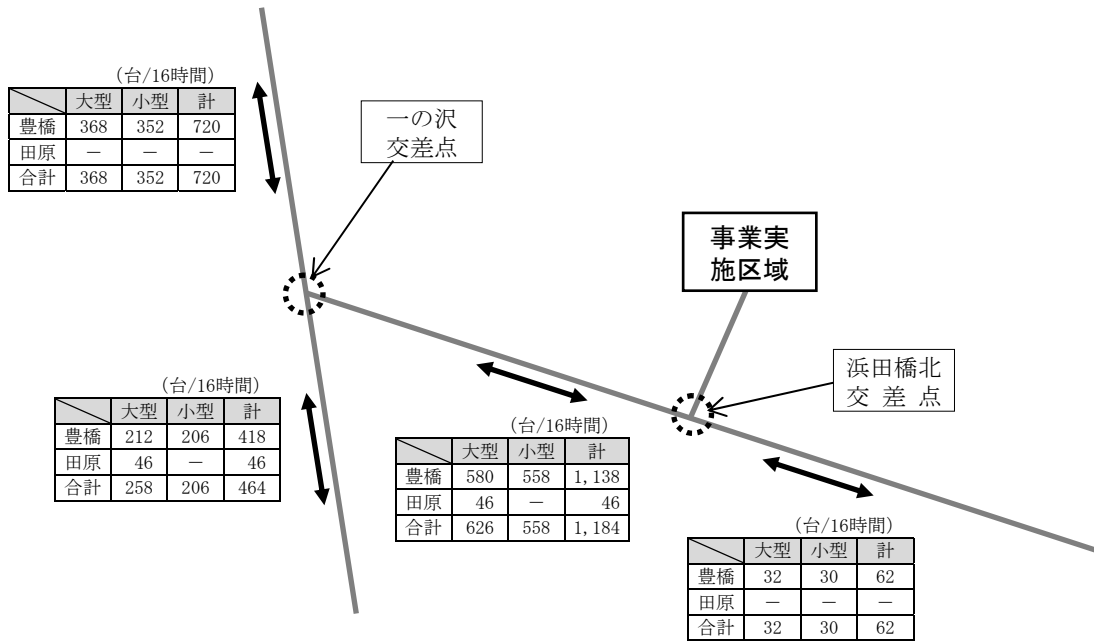 (台/16時間)
大型 小型 計
豊橋 368 352 720
田原 － － －
合計 368 352 720
一の沢
交差点
事業実
施区域
浜田橋北
交 差 点
(台/16時間)
大型 小型 計
豊橋 212 206 418
田原 46 － 46
合計 258 206 464
(台/16時間)
大型 小型 計
豊橋 580 558 1,138
田原 46 － 46
合計 626 558 1,184
(台/16時間)
大型 小型 計
豊橋 32 30 62
田原 － － －
合計 32 30 62